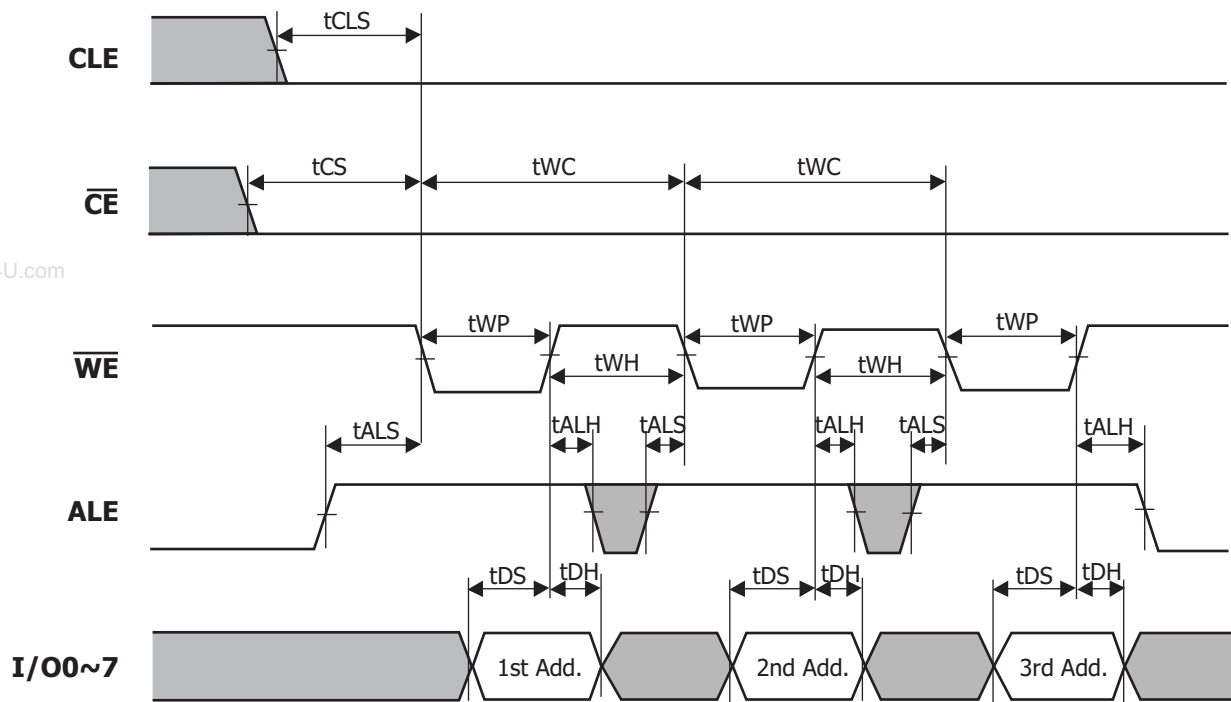 tCLS
CLE
tCS tWC tWC
CE
-U.com
tWP tWP tWP
WE
tWH tWH
tALS tALH tALS tALH tALS tALH
ALE
tDS tDH tDS tDH tDS tDH
I/O0~7 1st Add. 2nd Add. 3rd Add.